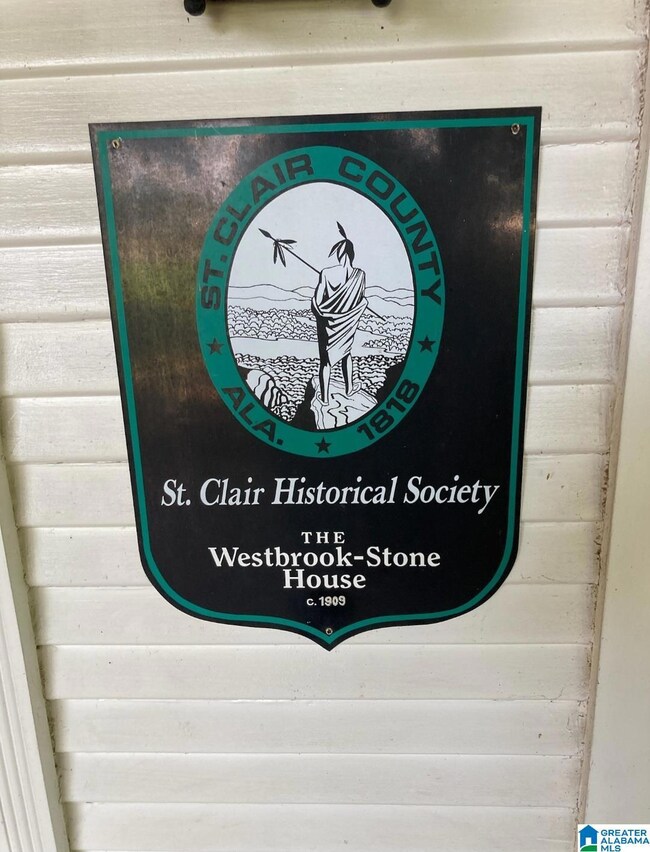 ST. CLAIR COUNTY
ALA. ★ 1818
St. Clair Historical Society
THE
Westbrook-Stone
House
c. 1909
GREATER
ALABAMA
MLS